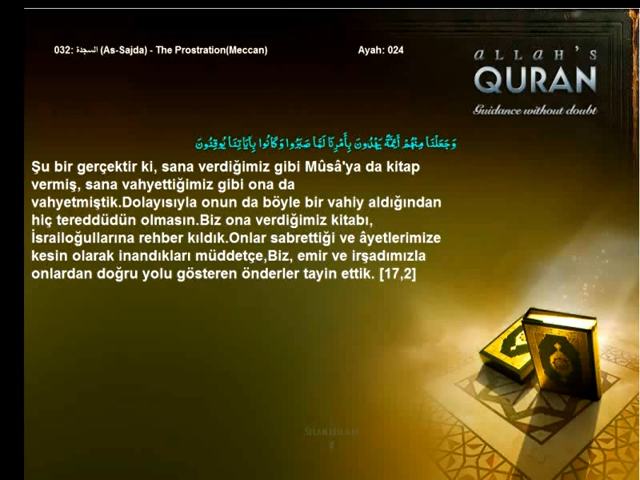 032: السجدة (As-Sajda) - The Prostration(Meccan)
Ayah: 024
ALLAH'S
QURAN
Guidance without doubt
وَجَعَلْنَا مِنْهُمْ أَئِمَّةً يَهْدُونَ بِأَمْرِنَا لَمَّا صَبَرُوا وَكَانُوا بِآيَاتِنَا يُوقِنُونَ
Şu bir gerçektir ki, sana verdiğimiz gibi Mûsâ'ya da kitap
vermiş, sana vahyettiğimiz gibi ona da
vahyetmiştik.Dolayısıyla onun da böyle bir vahiy aldığından
hiç tereddüdün olmasın.Biz ona verdiğimiz kitabı,
İsrailoğullarına rehber kıldık.Onlar sabrettiği ve âyetlerimize
kesin olarak inandıkları müddetçe,Biz, emir ve irşadımızla
onlardan doğru yolu gösteren önderler tayin ettik. [17,2]